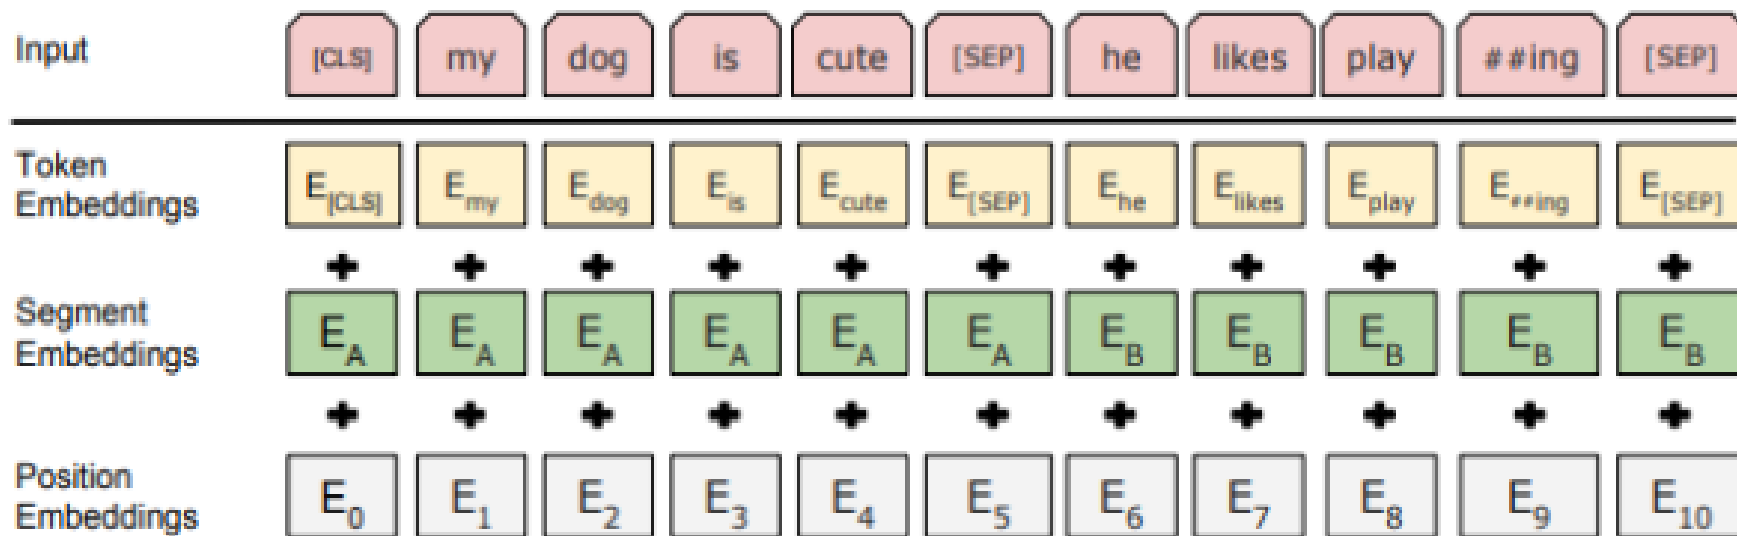 Input [CLS] my dog is cute [SEP] he likes play ##ing [SEP]
Token
Embeddings E[CLS] Emy Edog Eis Ecute E[SEP] Ehe Elikes Eplay E##ing E[SEP]
+ + + + + + + + + + +
Segment
Embeddings EA EA EA EA EA EA EB EB EB EB EB
+ + + + + + + + + + +
Position
Embeddings E0 E1 E2 E3 E4 E5 E6 E7 E8 E9 E10